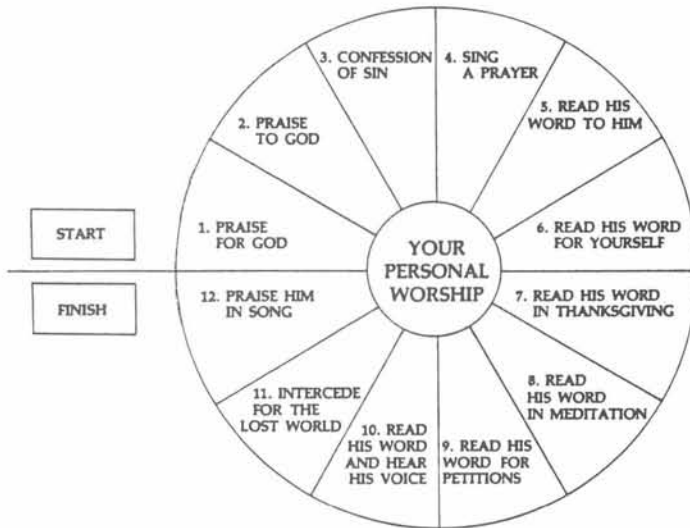 START
1. PRAISE
FOR GOD
2. PRAISE
TO GOD
3. CONFESSION
OF SIN
4. SING
A PRAYER
5. READ HIS
WORD TO HIM
6. READ HIS WORD
FOR YOURSELF
7. READ HIS WORD
IN THANKSGIVING
8. READ
HIS WORD
IN MEDITATION
9. READ HIS
WORD FOR
PETITIONS
10. READ
HIS WORD
AND HEAR
HIS VOICE
11. INTERCEDE
FOR THE
LOST WORLD
12. PRAISE HIM
IN SONG
FINISH
YOUR
PERSONAL
WORSHIP